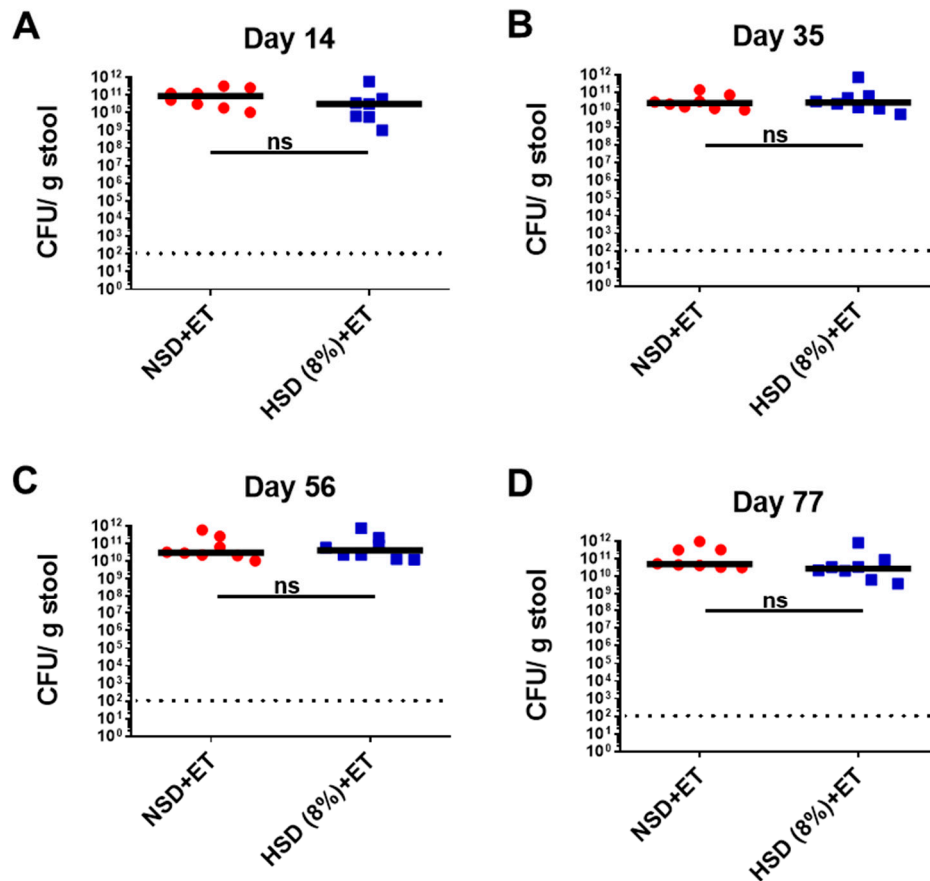 A
Day 14
CFU/ g stool
10¹²
10¹¹
10¹⁰
10⁹
10⁸
10⁷
10⁶
10⁵
10⁴
10³
10²
10¹
10⁰
ns
NSD+ET
HSD (8%)+ET
B
Day 35
CFU/ g stool
10¹²
10¹¹
10¹⁰
10⁹
10⁸
10⁷
10⁶
10⁵
10⁴
10³
10²
10¹
10⁰
ns
NSD+ET
HSD (8%)+ET
C
Day 56
CFU/ g stool
10¹²
10¹¹
10¹⁰
10⁹
10⁸
10⁷
10⁶
10⁵
10⁴
10³
10²
10¹
10⁰
ns
NSD+ET
HSD (8%)+ET
D
Day 77
CFU/ g stool
10¹²
10¹¹
10¹⁰
10⁹
10⁸
10⁷
10⁶
10⁵
10⁴
10³
10²
10¹
10⁰
ns
NSD+ET
HSD (8%)+ET